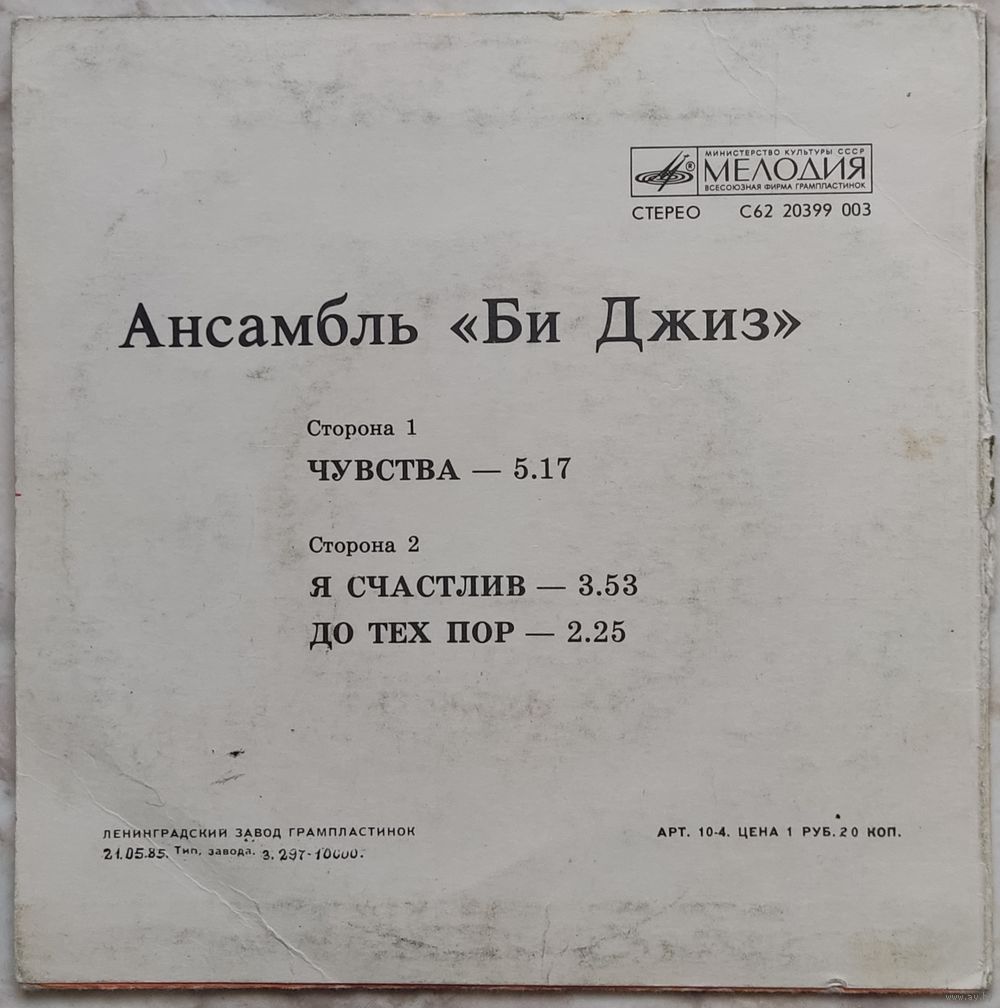 МИНИСТЕРСТВО КУЛЬТУРЫ СССР
® МЕЛОДИЯ
ВСЕСОЮЗНАЯ ФИРМА ГРАМПЛАСТИНОК
СТЕРЕО С62 20399 003
Ансамбль «Би Джиз»
Сторона 1
ЧУВСТВА — 5.17
Сторона 2
Я СЧАСТЛИВ — 3.53
ДО ТЕХ ПОР — 2.25
ЛЕНИНГРАДСКИЙ ЗАВОД ГРАМПЛАСТИНОК
АРТ. 10-4. ЦЕНА 1 РУБ. 20 КОП.
21.05.85. Тип. завода. З. 297-10000.